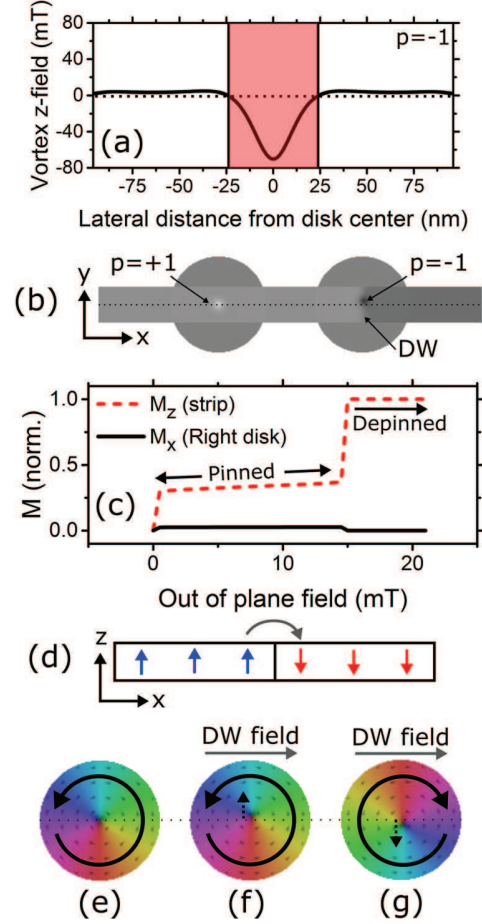 80
40
0
-40
-80
Vortex z-field (mT)
p=-1
(a)
-75 -50 -25 0 25 50 75
Lateral distance from disk center (nm)
p=+1
p=-1
(b)
y
x
DW
1.0
0.5
0.0
M (norm.)
M_z (strip)
M_x (Right disk)
Depinned
Pinned
(c)
0 10 20
Out of plane field (mT)
(d)
z
x
DW field
DW field
(e)
(f)
(g)